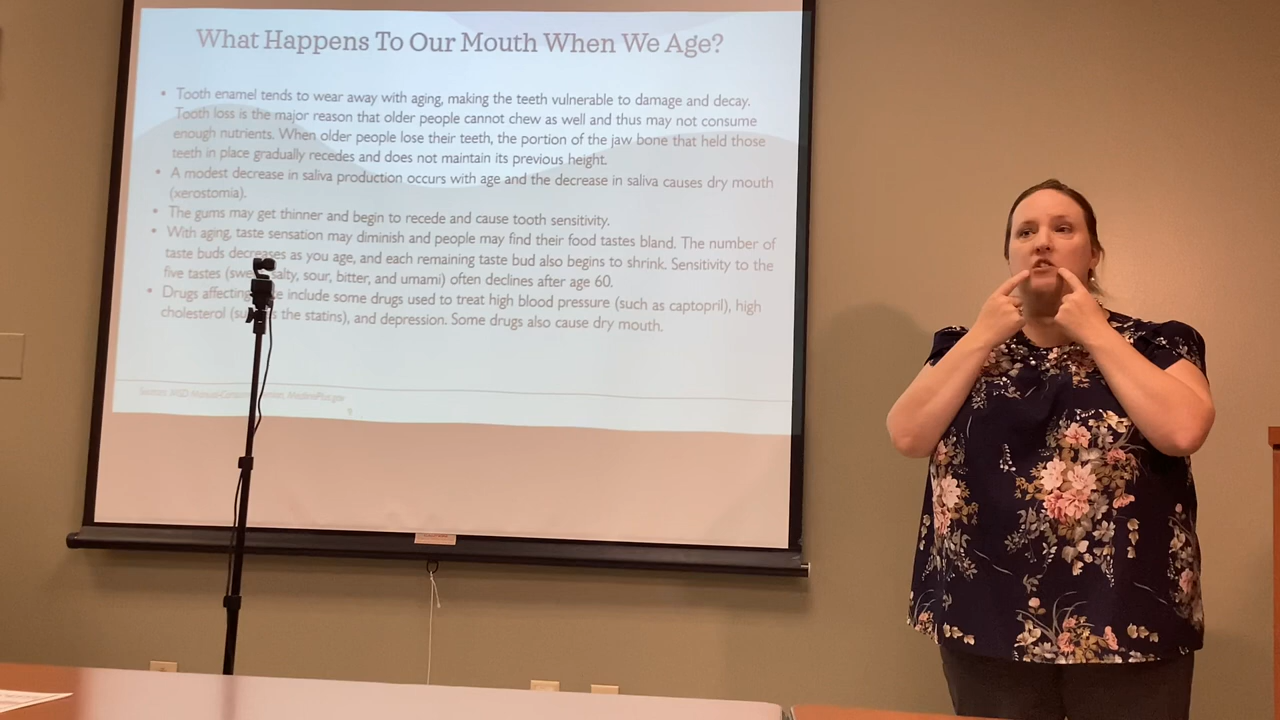 What Happens To Our Mouth When We Age?
• Tooth enamel tends to wear away with aging, making the teeth vulnerable to damage and decay.
Tooth loss is the major reason that older people cannot chew as well and thus may not consume
enough nutrients. When older people lose their teeth, the portion of the jaw bone that held those
teeth in place gradually recedes and does not maintain its previous height.
• A modest decrease in saliva production occurs with age and the decrease in saliva causes dry mouth
(xerostomia).
• The gums may get thinner and begin to recede and cause tooth sensitivity.
• With aging, taste sensation may diminish and people may find their food tastes bland. The number of
taste buds decreases as you age, and each remaining taste bud also begins to shrink. Sensitivity to the
five tastes (swe salty, sour, bitter, and umami) often declines after age 60.
• Drugs affecting include some drugs used to treat high blood pressure (such as captopril), high
cholesterol (su s the statins), and depression. Some drugs also cause dry mouth.
9